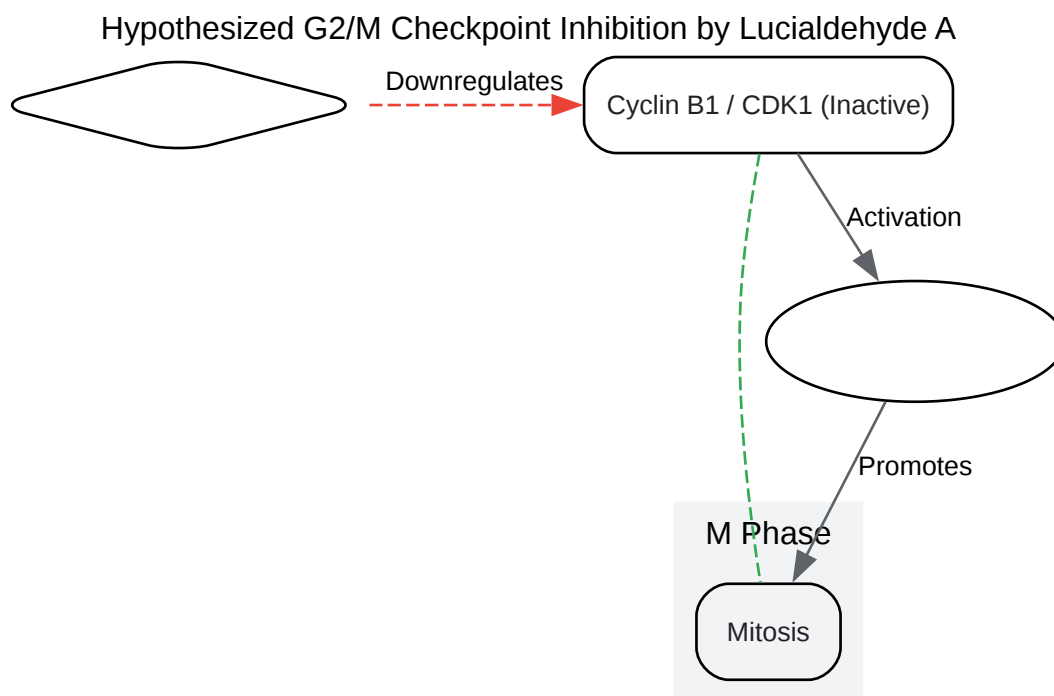 Hypothesized G2/M Checkpoint Inhibition by Lucialdehyde A
Downregulates
Cyclin B1 / CDK1 (Inactive)
Activation
Promotes
M Phase
Mitosis